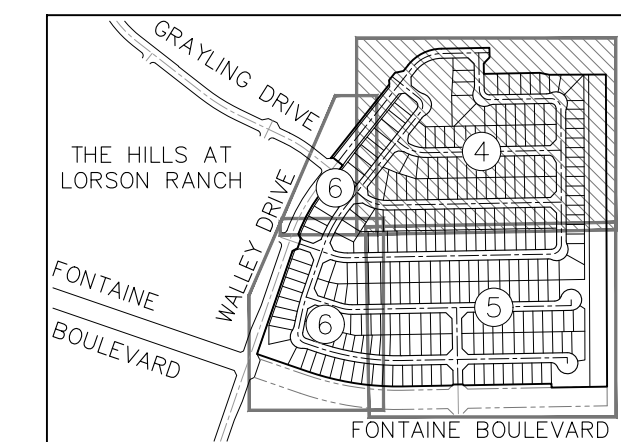 GRAYLING DRIVE
THE HILLS AT
LORSON RANCH
WALLEY DRIVE
4
6
5
6
FONTAINE
BOULEVARD
FONTAINE BOULEVARD